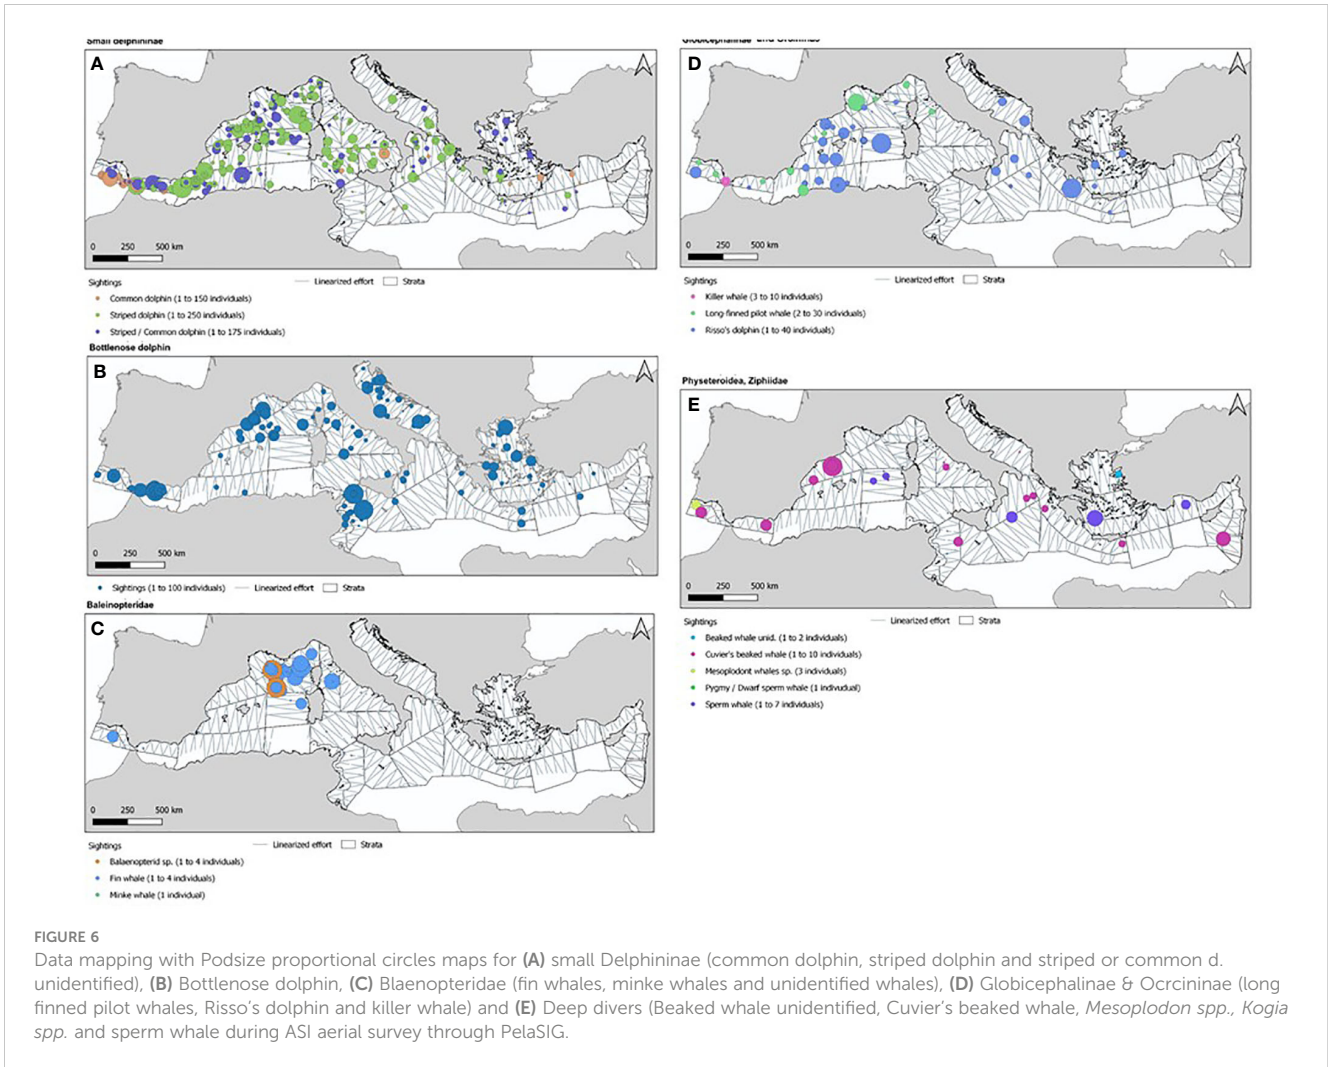 Small delphininae
A
0 250 500 km
Sightings
Linearized effort
Strata
Common dolphin (1 to 150 individuals)
Striped dolphin (1 to 250 individuals)
Striped / Common dolphin (1 to 175 individuals)
Bottlenose dolphin
B
0 250 500 km
Sightings (1 to 100 individuals)
Linearized effort
Strata
Baleinopteridae
C
0 250 500 km
Sightings
Linearized effort
Strata
Balaenopterid sp. (1 to 4 individuals)
Fin whale (1 to 4 individuals)
Minke whale (1 individual)
Globicephalinae and
D
0 250 500 km
Sightings
Linearized effort
Strata
Killer whale (3 to 10 individuals)
Long-finned pilot whale (2 to 30 individuals)
Risso's dolphin (1 to 40 individuals)
Physeteroidea, Ziphiidae
E
0 250 500 km
Sightings
Linearized effort
Strata
Beaked whale unid. (1 to 2 individuals)
Cuvier's beaked whale (1 to 10 individuals)
Mesoplodont whales sp. (3 individuals)
Pygmy / Dwarf sperm whale (1 indivudual)
Sperm whale (1 to 7 individuals)
FIGURE 6
Data mapping with Podsize proportional circles maps for (A) small Delphininae (common dolphin, striped dolphin and striped or common d.
unidentified), (B) Bottlenose dolphin, (C) Blaenopteridae (fin whales, minke whales and unidentified whales), (D) Globicephalinae & Ocrcininae (long
finned pilot whales, Risso's dolphin and killer whale) and (E) Deep divers (Beaked whale unidentified, Cuvier's beaked whale, Mesoplodon spp., Kogia
spp. and sperm whale during ASI aerial survey through PelaSIG.